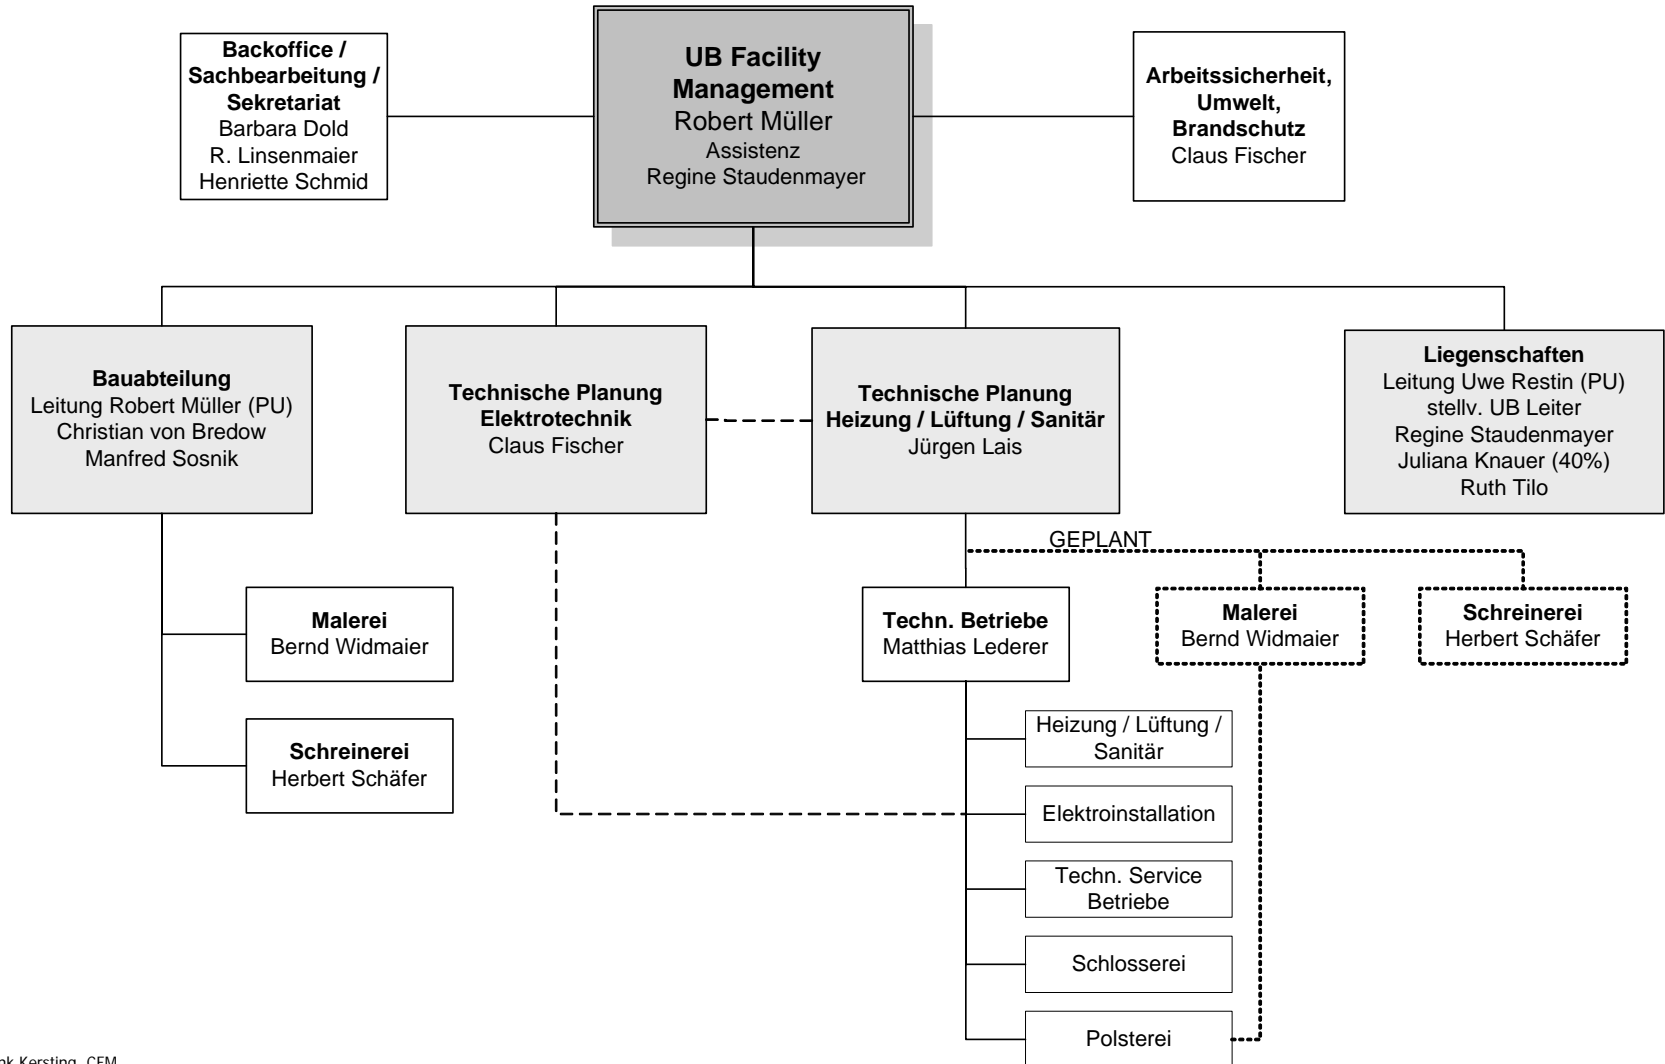 Backoffice /
Sachbearbeitung /
Sekretariat
Barbara Dold
R. Linsenmaier
Henriette Schmid
UB Facility
Management
Robert Müller
Assistenz
Regine Staudenmayer
Arbeitssicherheit,
Umwelt,
Brandschutz
Claus Fischer
Bauabteilung
Leitung Robert Müller (PU)
Christian von Bredow
Manfred Sosnik
Technische Planung
Elektrotechnik
Claus Fischer
Technische Planung
Heizung / Lüftung / Sanitär
Jürgen Lais
Liegenschaften
Leitung Uwe Restin (PU)
stellv. UB Leiter
Regine Staudenmayer
Juliana Knauer (40%)
Ruth Tilo
GEPLANT
Malerei
Bernd Widmaier
Schreinerei
Herbert Schäfer
Techn. Betriebe
Matthias Lederer
Malerei
Bernd Widmaier
Schreinerei
Herbert Schäfer
Heizung / Lüftung /
Sanitär
Elektroinstallation
Techn. Service
Betriebe
Schlosserei
Polsterei
Kersting, CFM